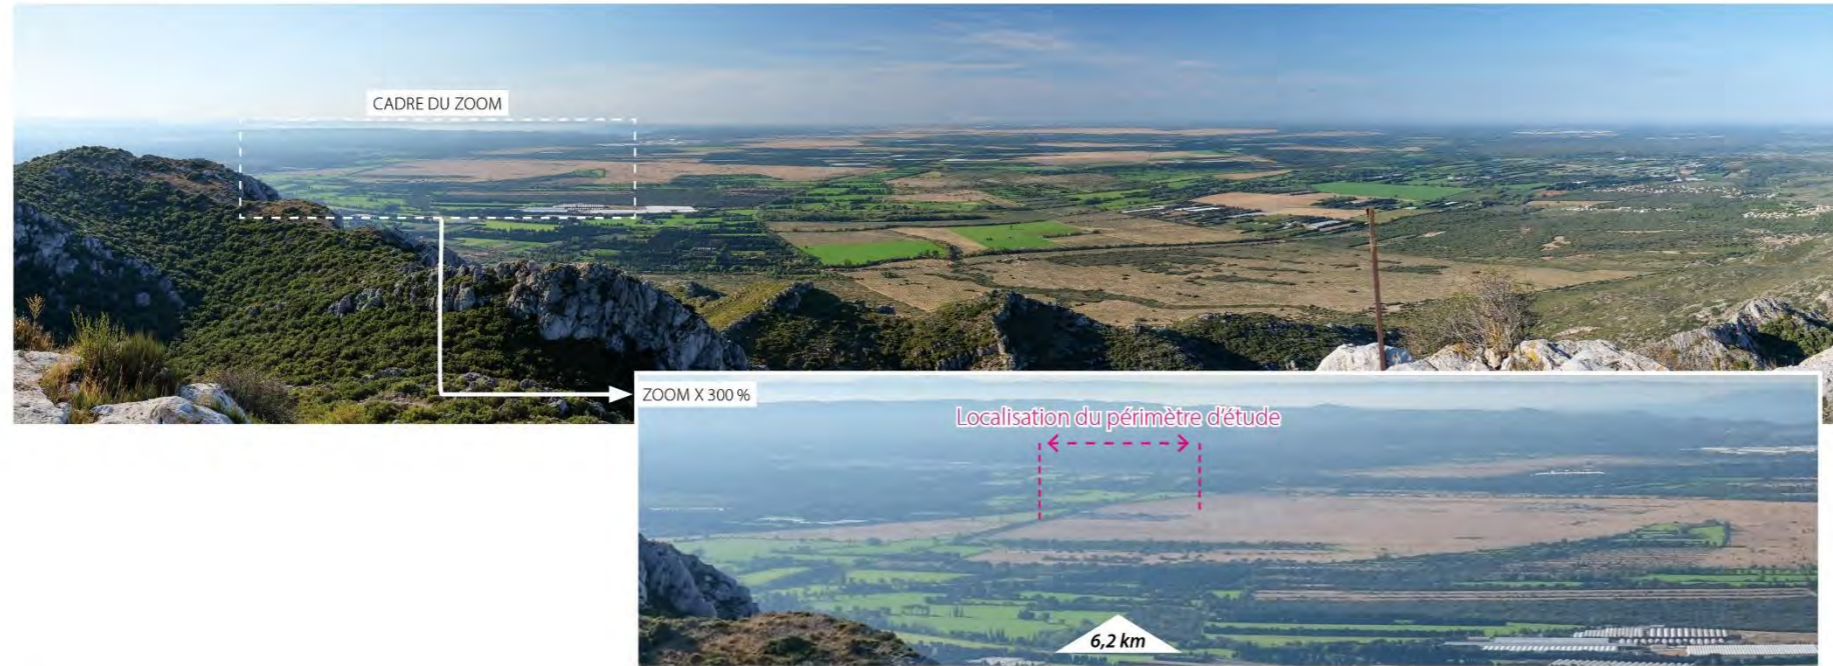 CADRE DU ZOOM
ZOOM X 300 %
Localisation du périmètre d'étude
6,2 km